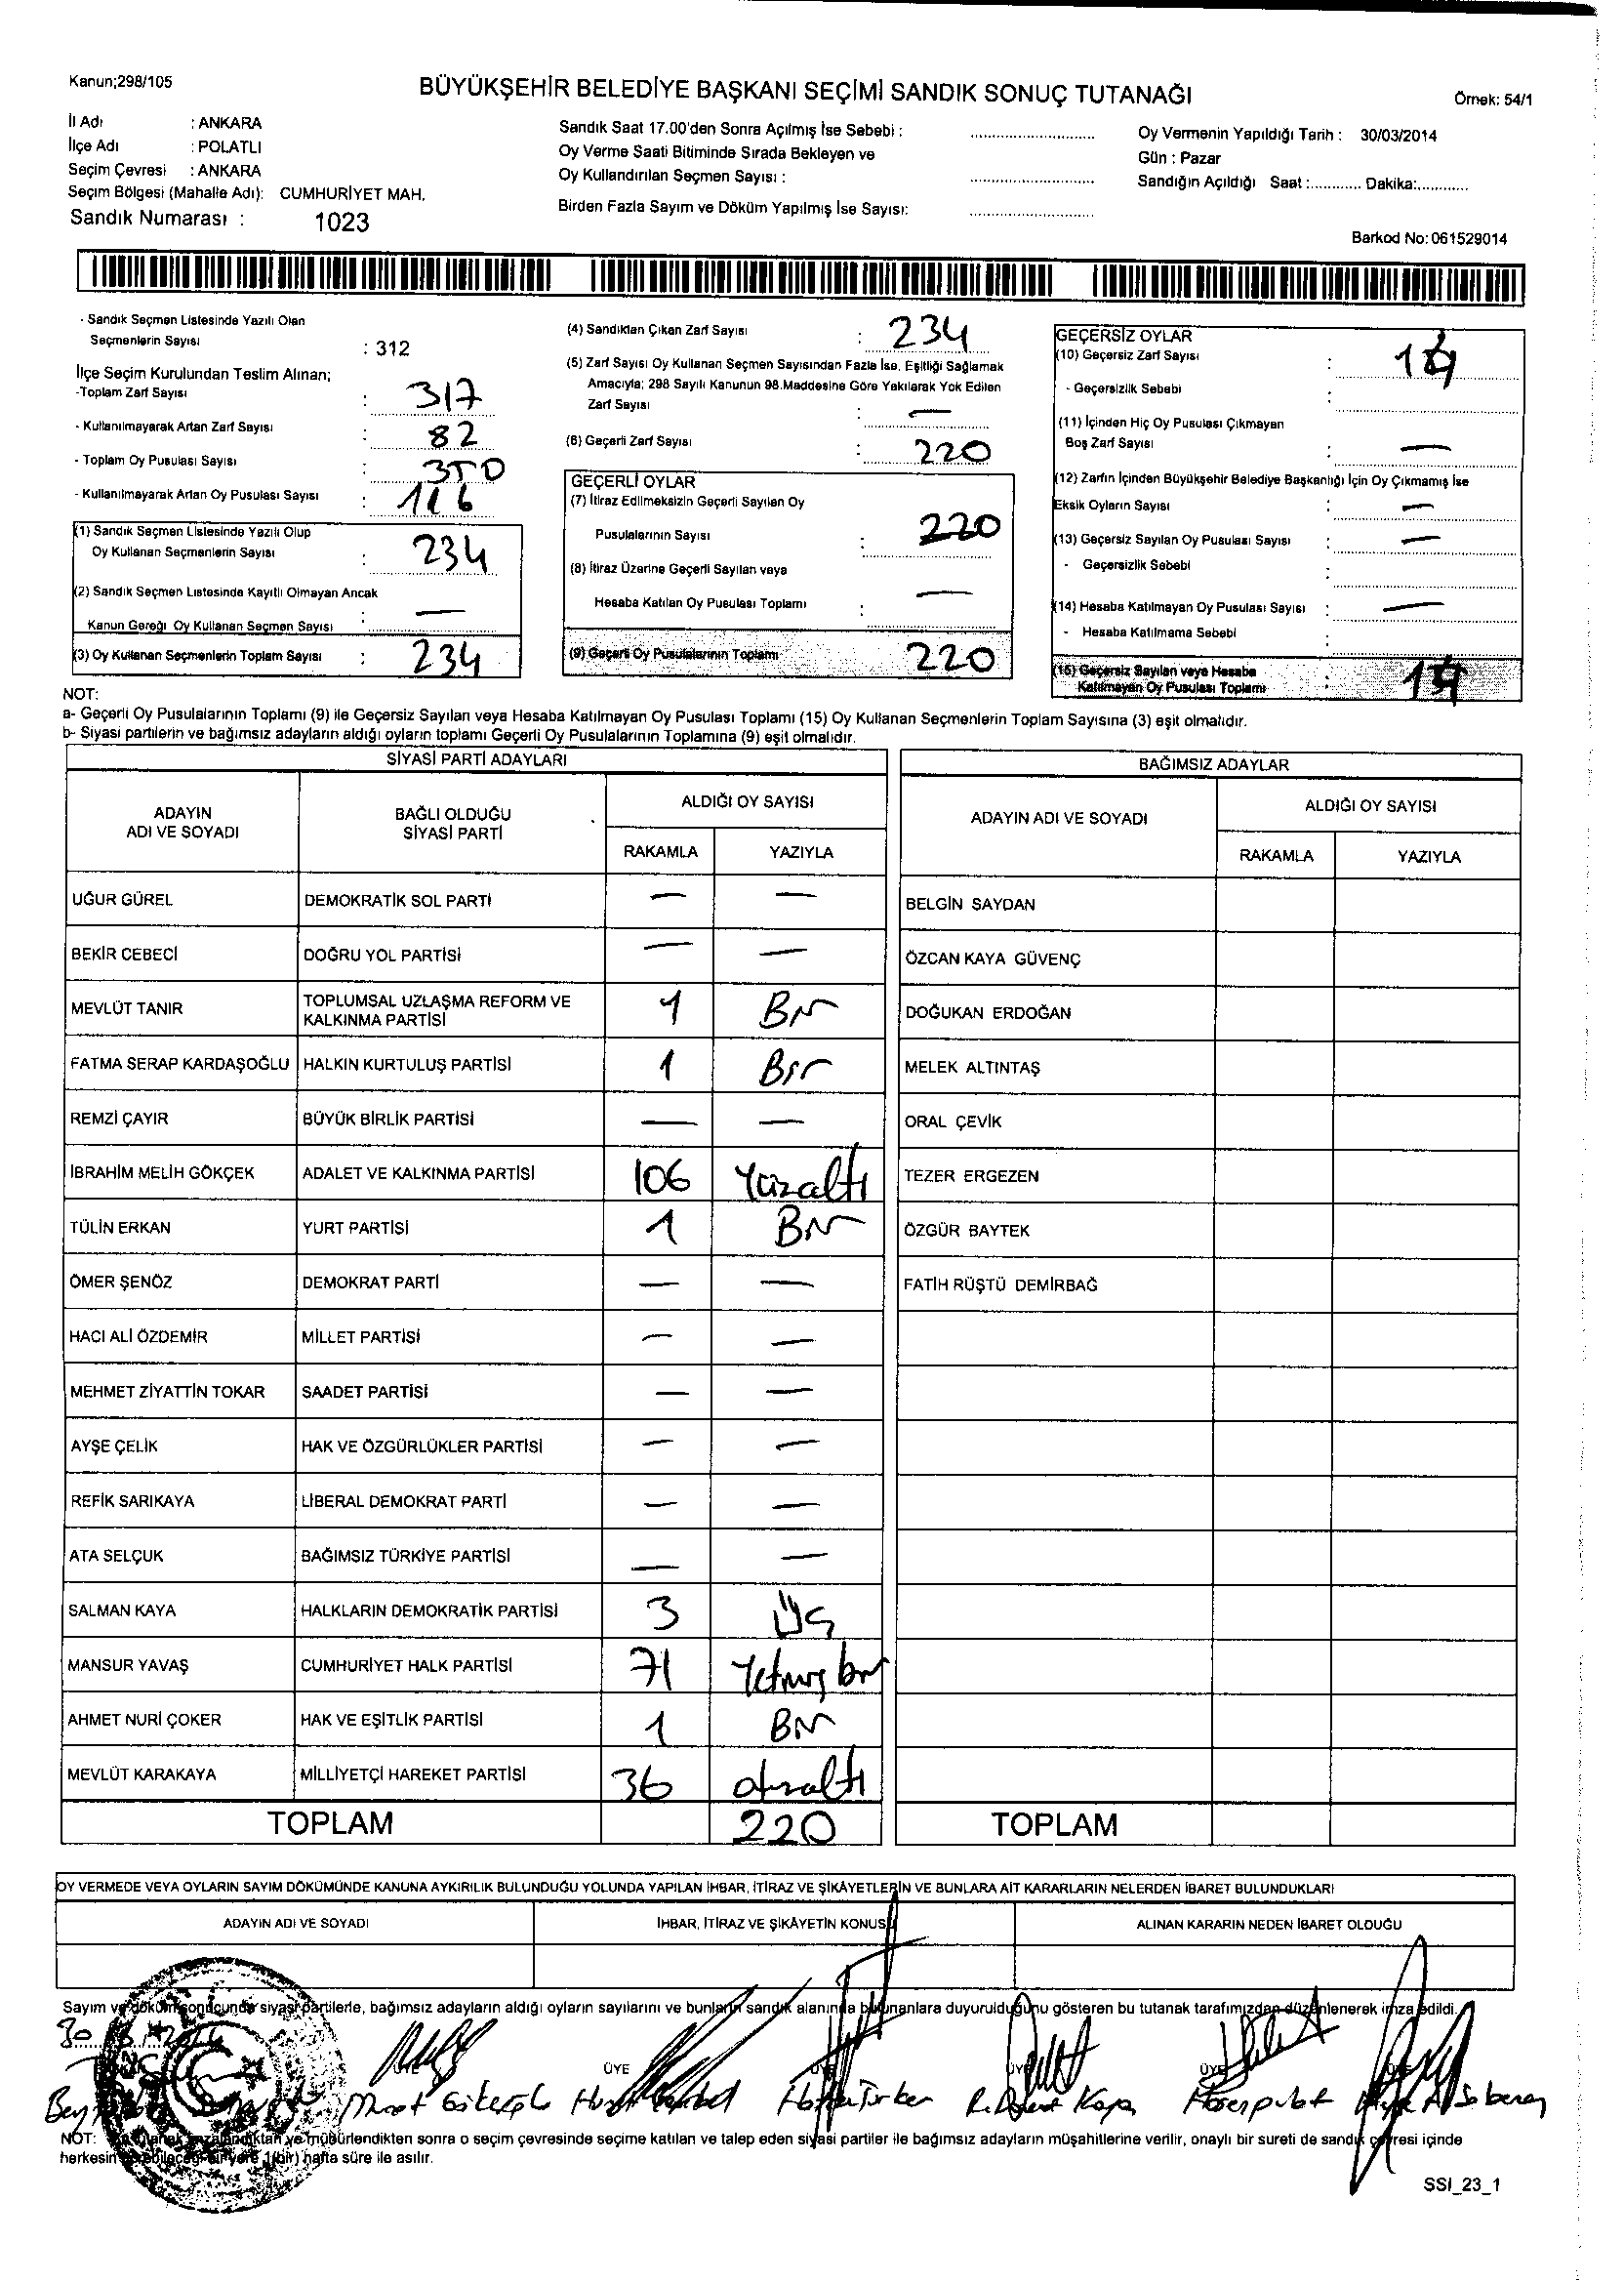 Kanun;298/105
BÜYÜKŞEHİR BELEDİYE BAŞKANI SEÇİMİ SANDIK SONUÇ TUTANAĞI
Örnek: 54/1
İl Adı : ANKARA
İlçe Adı : POLATLI
Seçim Çevresi : ANKARA
Seçim Bölgesi (Mahalle Adı): CUMHURİYET MAH.
Sandık Numarası : 1023
Sandık Saat 17.00'den Sonra Açılmış İse Sebebi :
Oy Verme Saati Bitiminde Sırada Bekleyen ve
Oy Kullandırılan Seçmen Sayısı :
Birden Fazla Sayım ve Döküm Yapılmış İse Sayısı:
Oy Vermenin Yapıldığı Tarih : 30/03/2014
Gün : Pazar
Sandığın Açıldığı Saat :............ Dakika:............
Barkod No: 061529014
- Sandık Seçmen Listesinde Yazılı Olan
Seçmenlerin Sayısı : 312
İlçe Seçim Kurulundan Teslim Alınan;
-Toplam Zarf Sayısı : 317
- Kullanılmayarak Artan Zarf Sayısı : 82
- Toplam Oy Pusulası Sayısı : 350
- Kullanılmayarak Artan Oy Pusulası Sayısı : 116
(1) Sandık Seçmen Listesinde Yazılı Olup
Oy Kullanan Seçmenlerin Sayısı : 234
(2) Sandık Seçmen Listesinde Kayıtlı Olmayan Ancak
Kanun Gereği Oy Kullanan Seçmen Sayısı : —
(3) Oy Kullanan Seçmenlerin Toplam Sayısı : 234
(4) Sandıktan Çıkan Zarf Sayısı : 234
(5) Zarf Sayısı Oy Kullanan Seçmen Sayısından Fazla İse, Eşitliği Sağlamak
Amacıyla; 298 Sayılı Kanunun 98.Maddesine Göre Yakılarak Yok Edilen
Zarf Sayısı : —
(6) Geçerli Zarf Sayısı : 220
GEÇERLİ OYLAR
(7) İtiraz Edilmeksizin Geçerli Sayılan Oy
Pusulalarının Sayısı : 220
(8) İtiraz Üzerine Geçerli Sayılan veya
Hesaba Katılan Oy Pusulası Toplamı : —
(9) Geçerli Oy Pusulalarının Toplamı 220
GEÇERSİZ OYLAR
(10) Geçersiz Zarf Sayısı : 14
- Geçersizlik Sebebi :
(11) İçinden Hiç Oy Pusulası Çıkmayan
Boş Zarf Sayısı : —
(12) Zarfın İçinden Büyükşehir Belediye Başkanlığı İçin Oy Çıkmamış İse
Eksik Oyların Sayısı : —
(13) Geçersiz Sayılan Oy Pusulası Sayısı : —
- Geçersizlik Sebebi :
(14) Hesaba Katılmayan Oy Pusulası Sayısı : —
- Hesaba Katılmama Sebebi :
(15) Geçersiz Sayılan veya Hesaba
Katılmayan Oy Pusulası Toplamı : 14
NOT:
a- Geçerli Oy Pusulalarının Toplamı (9) ile Geçersiz Sayılan veya Hesaba Katılmayan Oy Pusulası Toplamı (15) Oy Kullanan Seçmenlerin Toplam Sayısına (3) eşit olmalıdır.
b- Siyasi partilerin ve bağımsız adayların aldığı oyların toplamı Geçerli Oy Pusulalarının Toplamına (9) eşit olmalıdır.
SİYASİ PARTİ ADAYLARI
ADAYIN ADI VE SOYADI BAĞLI OLDUĞU SİYASİ PARTİ ALDIĞI OY SAYISI
RAKAMLA YAZIYLA
UĞUR GÜREL DEMOKRATİK SOL PARTİ — —
BEKİR CEBECİ DOĞRU YOL PARTİSİ — —
MEVLÜT TANIR TOPLUMSAL UZLAŞMA REFORM VE KALKINMA PARTİSİ 1 Bir
FATMA SERAP KARDAŞOĞLU HALKIN KURTULUŞ PARTİSİ 1 Bir
REMZİ ÇAYIR BÜYÜK BİRLİK PARTİSİ — —
İBRAHİM MELİH GÖKÇEK ADALET VE KALKINMA PARTİSİ 106 Yüzaltı
TÜLİN ERKAN YURT PARTİSİ 1 Bir
ÖMER ŞENÖZ DEMOKRAT PARTİ — —
HACI ALİ ÖZDEMİR MİLLET PARTİSİ — —
MEHMET ZİYATTİN TOKAR SAADET PARTİSİ — —
AYŞE ÇELİK HAK VE ÖZGÜRLÜKLER PARTİSİ — —
REFİK SARIKAYA LİBERAL DEMOKRAT PARTİ — —
ATA SELÇUK BAĞIMSIZ TÜRKİYE PARTİSİ — —
SALMAN KAYA HALKLARIN DEMOKRATİK PARTİSİ 3 Üç
MANSUR YAVAŞ CUMHURİYET HALK PARTİSİ 71 Yetmiş bir
AHMET NURİ ÇOKER HAK VE EŞİTLİK PARTİSİ 1 Bir
MEVLÜT KARAKAYA MİLLİYETÇİ HAREKET PARTİSİ 36 otuzaltı
TOPLAM 220
BAĞIMSIZ ADAYLAR
ADAYIN ADI VE SOYADI ALDIĞI OY SAYISI
RAKAMLA YAZIYLA
BELGİN SAYDAN
ÖZCAN KAYA GÜVENÇ
DOĞUKAN ERDOĞAN
MELEK ALTINTAŞ
ORAL ÇEVİK
TEZER ERGEZEN
ÖZGÜR BAYTEK
FATİH RÜŞTÜ DEMİRBAĞ
TOPLAM
OY VERMEDE VEYA OYLARIN SAYIM DÖKÜMÜNDE KANUNA AYKIRILIK BULUNDUĞU YOLUNDA YAPILAN İHBAR, İTİRAZ VE ŞİKÂYETLERİN VE BUNLARA AİT KARARLARIN NELERDEN İBARET BULUNDUKLARI
ADAYIN ADI VE SOYADI İHBAR, İTİRAZ VE ŞİKÂYETİN KONUSU ALINAN KARARIN NEDEN İBARET OLDUĞU
Sayım ve döküm sonucunda siyasi partilerle, bağımsız adayların aldığı oyların sayılarını ve bunların sandık alanında bulunanlara duyurulduğunu gösteren bu tutanak tarafımızdan düzenlenerek imza edildi.
ÜYE ÜYE ÜYE ÜYE ÜYE
Murat
NOT: mühürlendikten sonra o seçim çevresinde seçime katılan ve talep eden siyasi partiler ile bağımsız adayların müşahitlerine verilir, onaylı bir sureti de sandık çevresi içinde
herkesin 1(bir) hafta süre ile asılır.
SSI_23_1